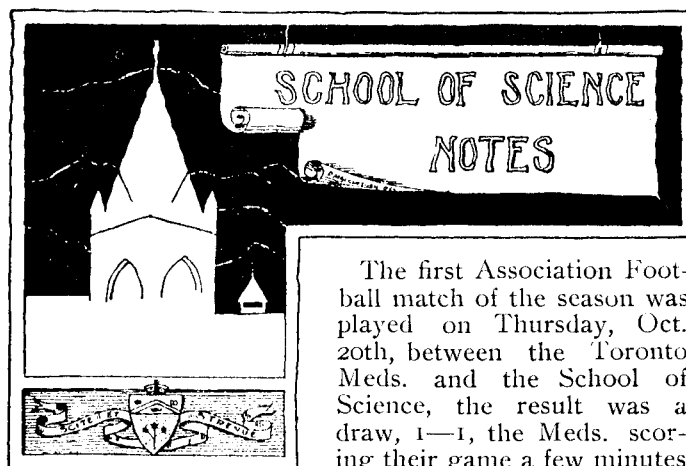 SCHOOL OF SCIENCE
NOTES
The first Association Foot-
ball match of the season was
played on Thursday, Oct.
20th, between the Toronto
Meds. and the School of
Science, the result was a
draw, 1—1, the Meds. scor-
ing their game a few minutes